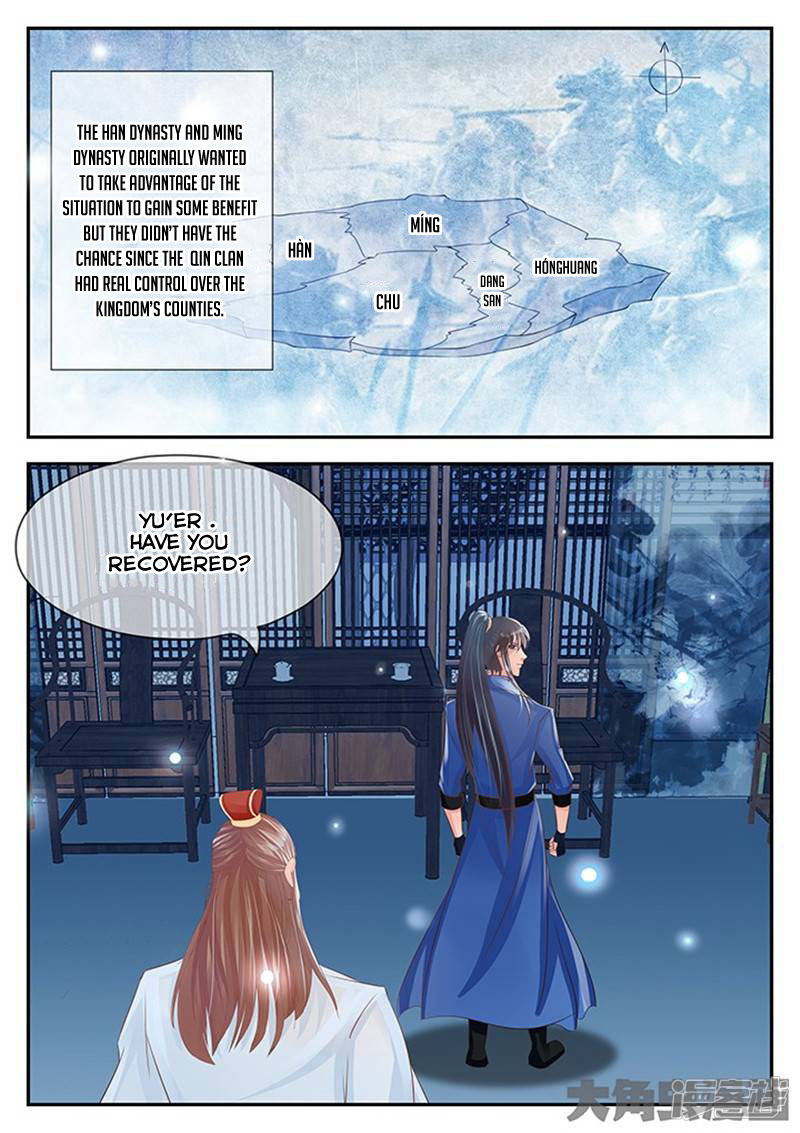 THE HAN DYNASTY AND MING
DYNASTY ORIGINALLY WANTED
TO TAKE ADVANTAGE OF THE
SITUATION TO GAIN SOME BENEFIT
BUT THEY DIDN'T HAVE THE
CHANCE SINCE THE QIN CLAN
HAD REAL CONTROL OVER THE
KINGDOM'S COUNTIES.
HÀN
MÍNG
CHU
DANG
SAN
HÓNGHUANG
YU'ER .
HAVE YOU
RECOVERED?
大角虫漫画